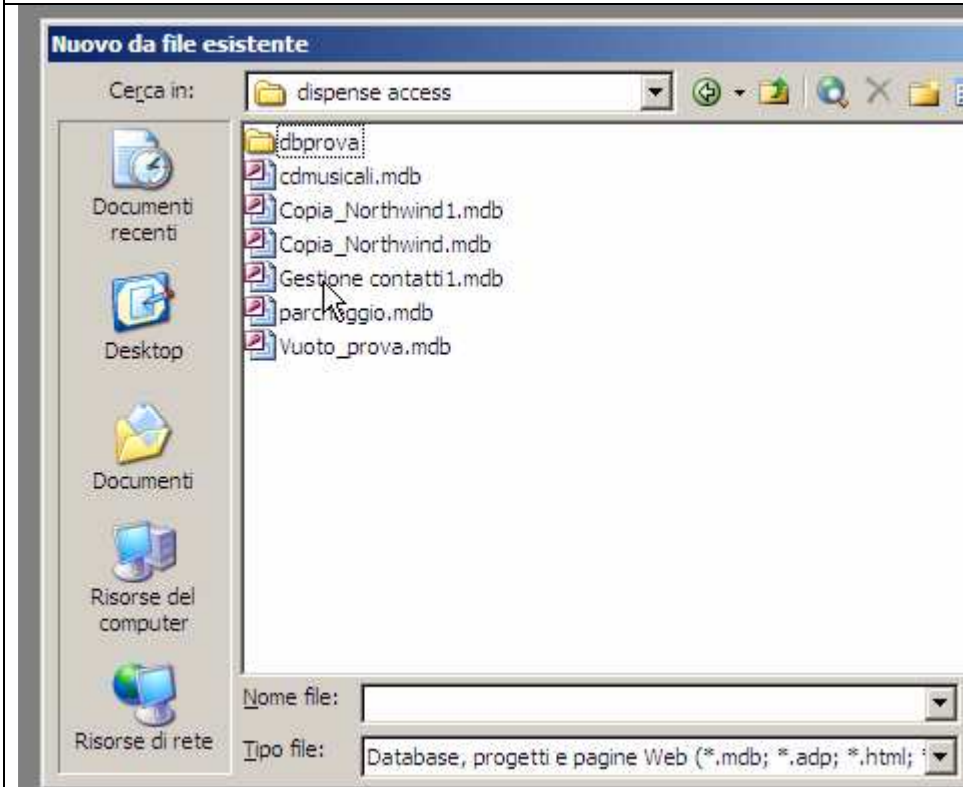 Nuovo da file esistente
Cerca in:
dispense access
dbprova
cdmusicali.mdb
Copia_Northwind1.mdb
Copia_Northwind.mdb
Gestione contatti1.mdb
parcheggio.mdb
Vuoto_prova.mdb
Documenti
recenti
Desktop
Documenti
Risorse del
computer
Risorse di rete
Nome file:
Tipo file:
Database, progetti e pagine Web (*.mdb; *.adp; *.html;